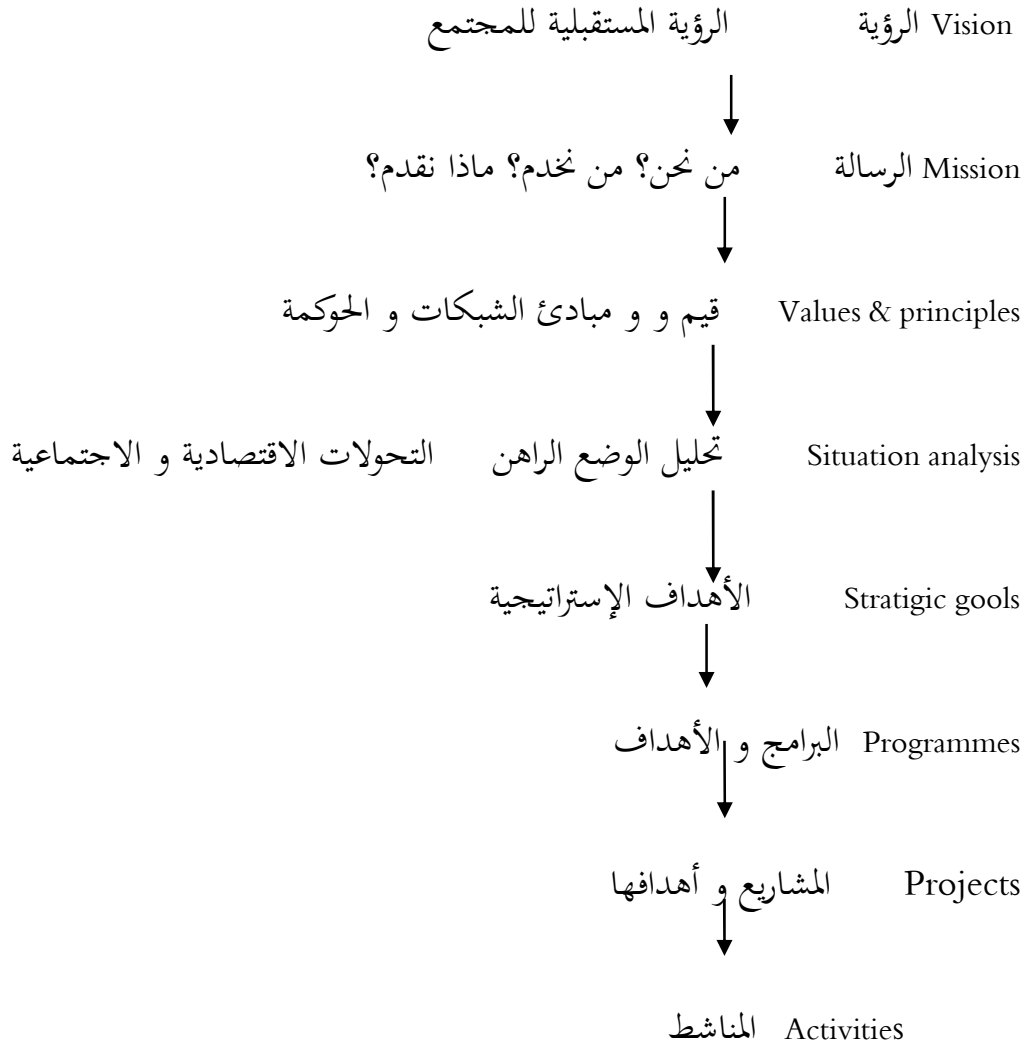 Vision الرؤية الرؤية المستقبلية للمجتمع
Mission الرسالة من نحن؟ من نخدم؟ ماذا نقدم؟
Values & principles قيم و و مبادئ الشبكات و الحوكمة
Situation analysis تحليل الوضع الراهن التحولات الاقتصادية و الاجتماعية
Stratigic gools الأهداف الإستراتيجية
Programmes البرامج و الأهداف
Projects المشاريع و أهدافها
Activities المناشط